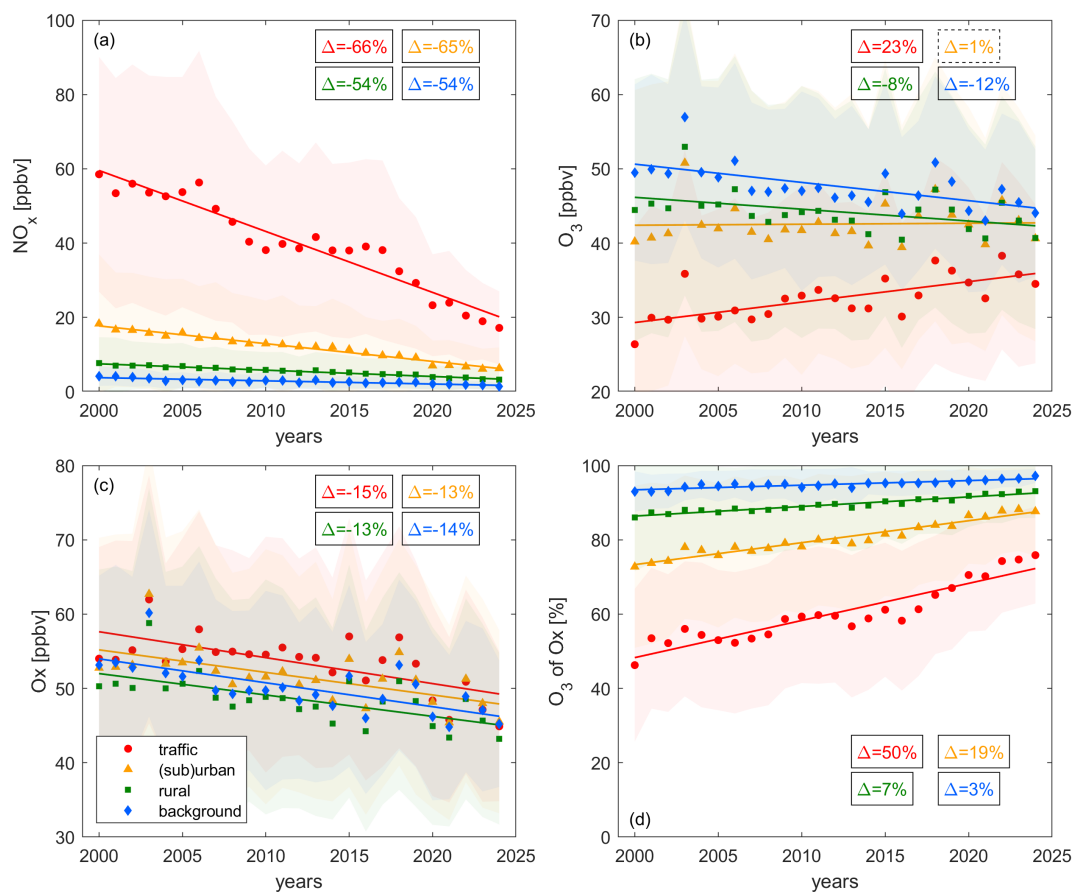 (a)
Δ=-66% Δ=-65%
Δ=-54% Δ=-54%
100
80
60
40
20
0
NOx [ppbv]
2000 2005 2010 2015 2020 2025
years
(b)
Δ=23% Δ=1%
Δ=-8% Δ=-12%
70
60
50
40
30
20
O3 [ppbv]
2000 2005 2010 2015 2020 2025
years
(c)
Δ=-15% Δ=-13%
Δ=-13% Δ=-14%
80
70
60
50
40
30
Ox [ppbv]
traffic
(sub)urban
rural
background
2000 2005 2010 2015 2020 2025
years
100
80
60
40
20
0
O3 of Ox [%]
Δ=50% Δ=19%
Δ=7% Δ=3%
(d)
2000 2005 2010 2015 2020 2025
years